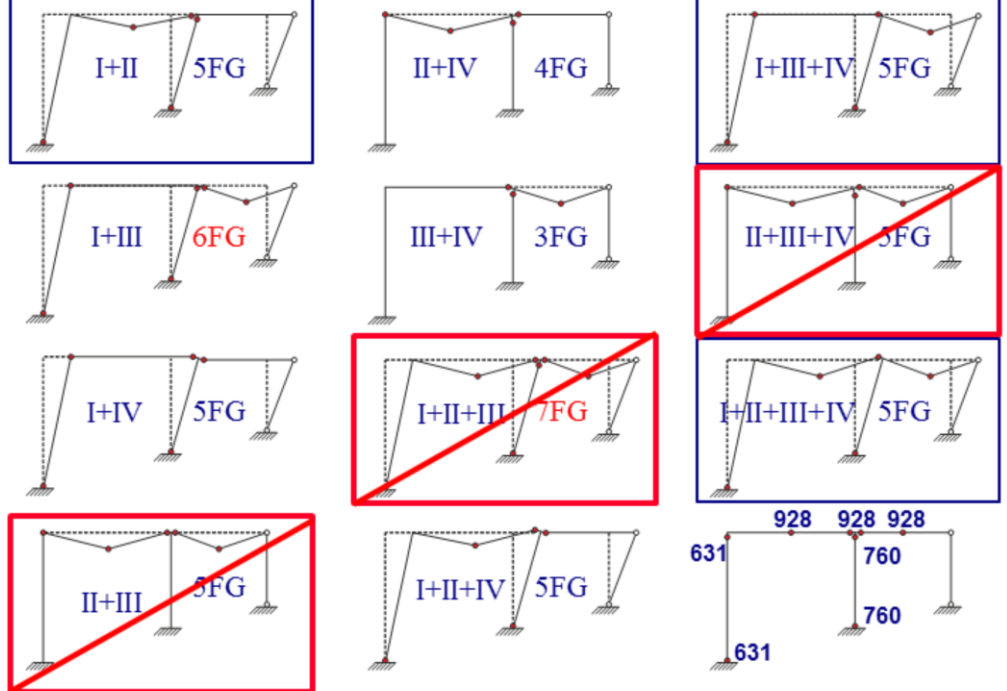 I+II 5FG
II+IV 4FG
I+III+IV 5FG
I+III 6FG
III+IV 3FG
II+III+IV 5FG
I+IV 5FG
I+II+III 7FG
I+II+III+IV 5FG
II+III 5FG
I+II+IV 5FG
928 928 928
631 760
760
631